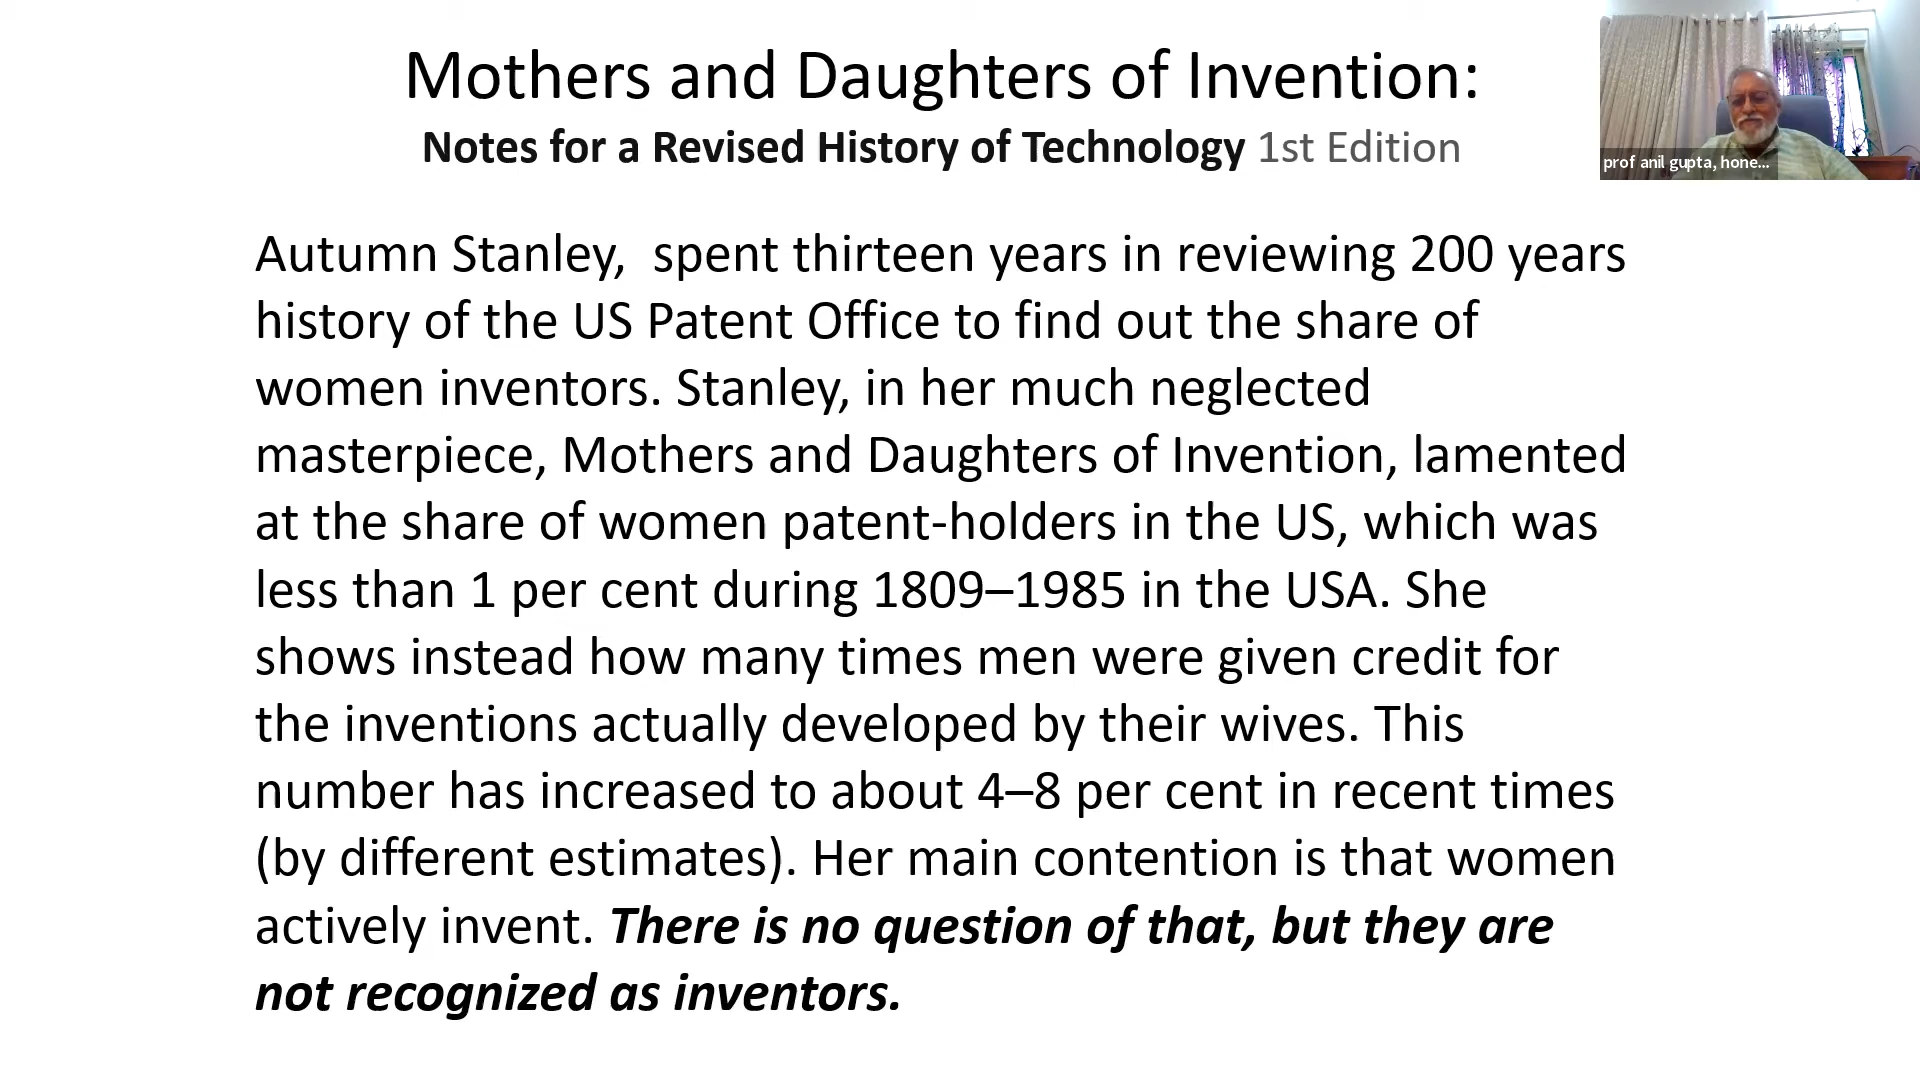 Mothers and Daughters of Invention:
Notes for a Revised History of Technology 1st Edition
prof anil gupta, hone...
Autumn Stanley,  spent thirteen years in reviewing 200 years
history of the US Patent Office to find out the share of
women inventors. Stanley, in her much neglected
masterpiece, Mothers and Daughters of Invention, lamented
at the share of women patent-holders in the US, which was
less than 1 per cent during 1809–1985 in the USA. She
shows instead how many times men were given credit for
the inventions actually developed by their wives. This
number has increased to about 4–8 per cent in recent times
(by different estimates). Her main contention is that women
actively invent. There is no question of that, but they are
not recognized as inventors.